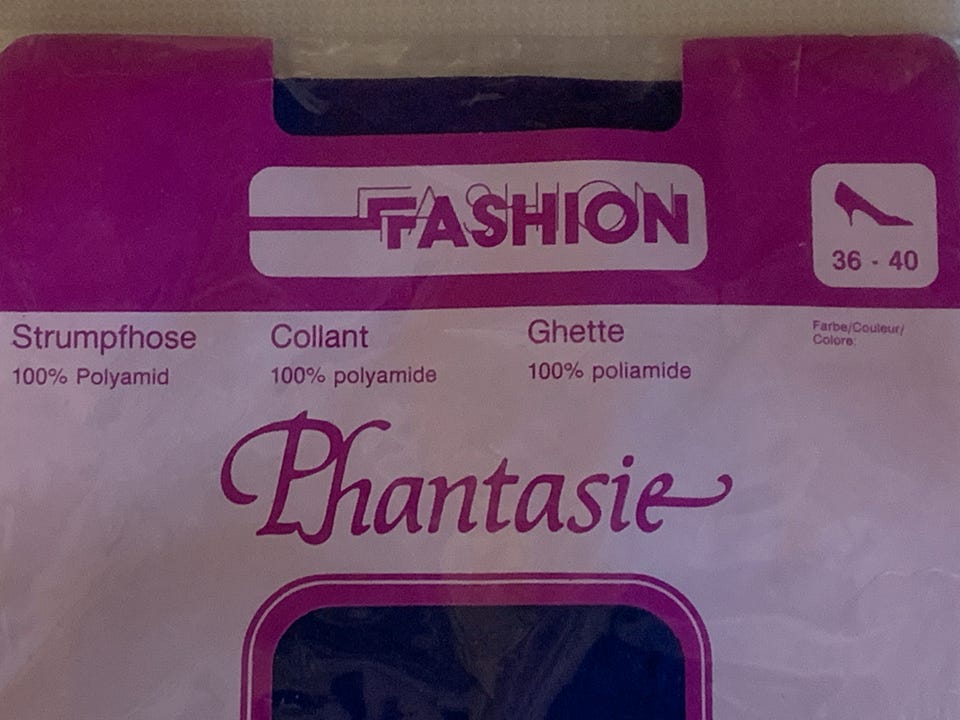 FASHION
36 - 40
Strumpfhose
100% Polyamid
Collant
100% polyamide
Ghette
100% poliamide
Farbe/Couleur/
Colore:
Phantasie